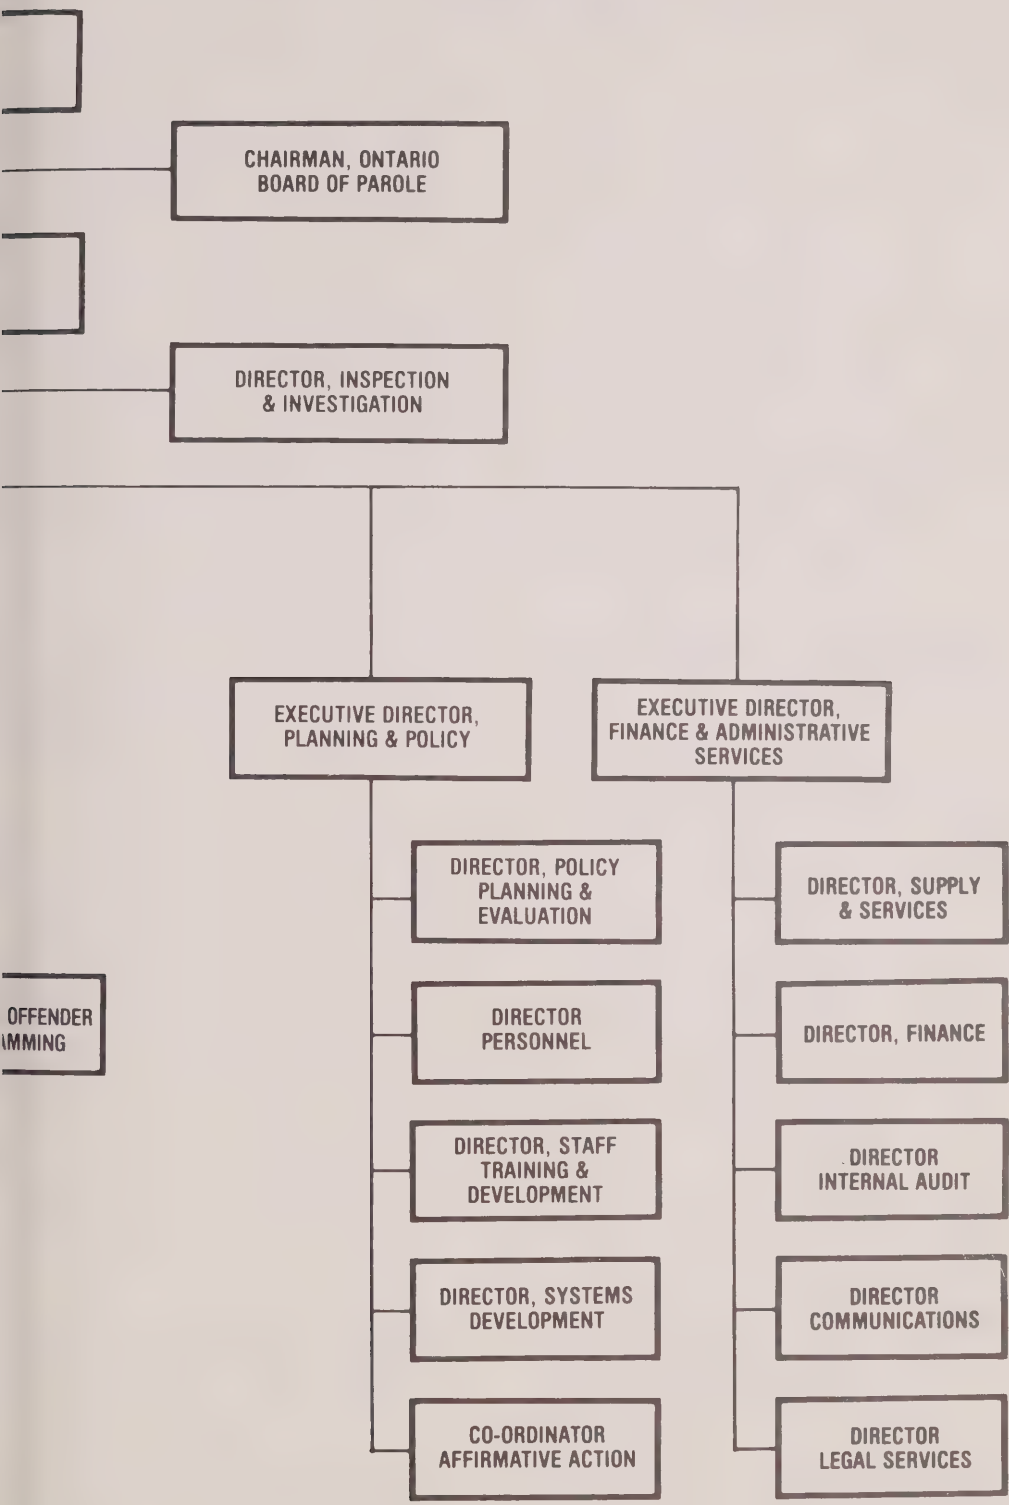 CHAIRMAN, ONTARIO
BOARD OF PAROLE
DIRECTOR, INSPECTION
& INVESTIGATION
EXECUTIVE DIRECTOR,
PLANNING & POLICY
EXECUTIVE DIRECTOR,
FINANCE & ADMINISTRATIVE
SERVICES
DIRECTOR, POLICY
PLANNING &
EVALUATION
DIRECTOR
PERSONNEL
DIRECTOR, STAFF
TRAINING &
DEVELOPMENT
DIRECTOR, SYSTEMS
DEVELOPMENT
CO-ORDINATOR
AFFIRMATIVE ACTION
DIRECTOR, SUPPLY
& SERVICES
DIRECTOR, FINANCE
DIRECTOR
INTERNAL AUDIT
DIRECTOR
COMMUNICATIONS
DIRECTOR
LEGAL SERVICES
OFFENDER